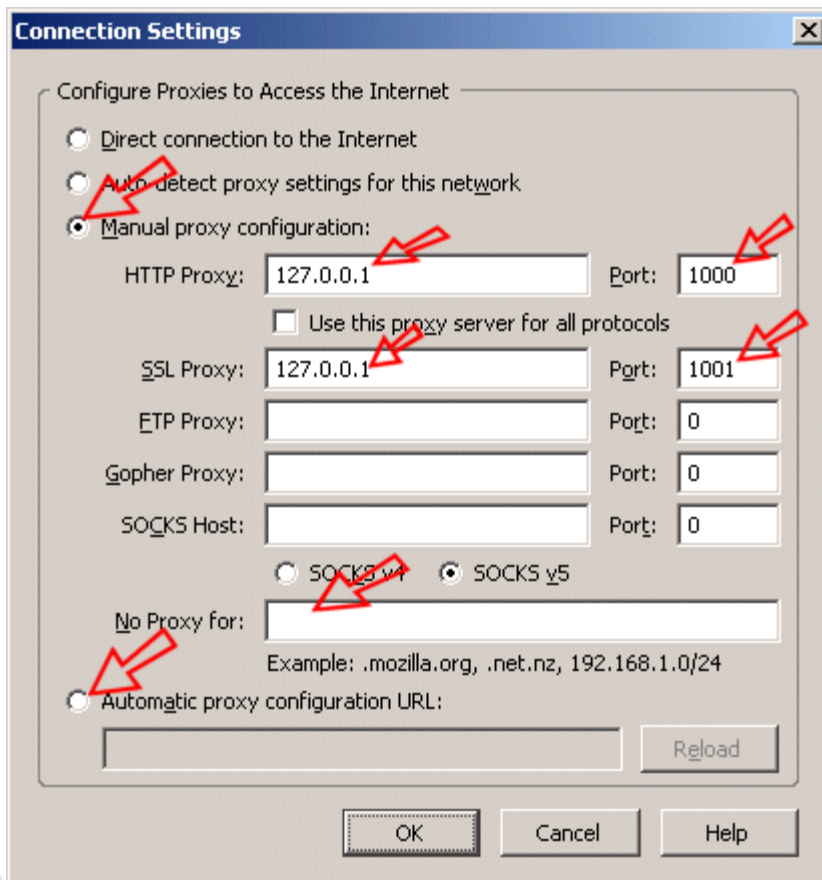 Connection Settings
Configure Proxies to Access the Internet
Direct connection to the Internet
Auto-detect proxy settings for this network
Manual proxy configuration:
HTTP Proxy: 127.0.0.1 Port: 1000
Use this proxy server for all protocols
SSL Proxy: 127.0.0.1 Port: 1001
FTP Proxy: Port: 0
Gopher Proxy: Port: 0
SOCKS Host: Port: 0
SOCKS v4 SOCKS v5
No Proxy for:
Example: .mozilla.org, .net.nz, 192.168.1.0/24
Automatic proxy configuration URL:
Reload
OK Cancel Help